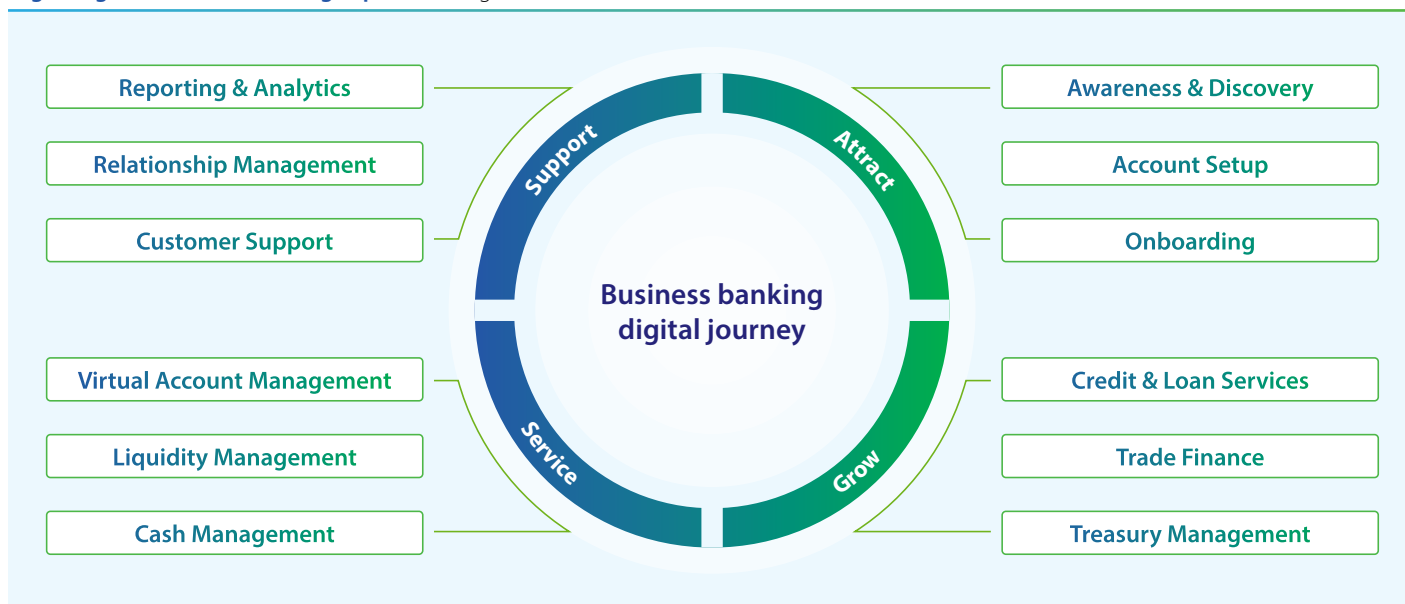 Reporting & Analytics
Relationship Management
Customer Support
Virtual Account Management
Liquidity Management
Cash Management
Support
Attract
Business banking
digital journey
Service
Grow
Awareness & Discovery
Account Setup
Onboarding
Credit & Loan Services
Trade Finance
Treasury Management